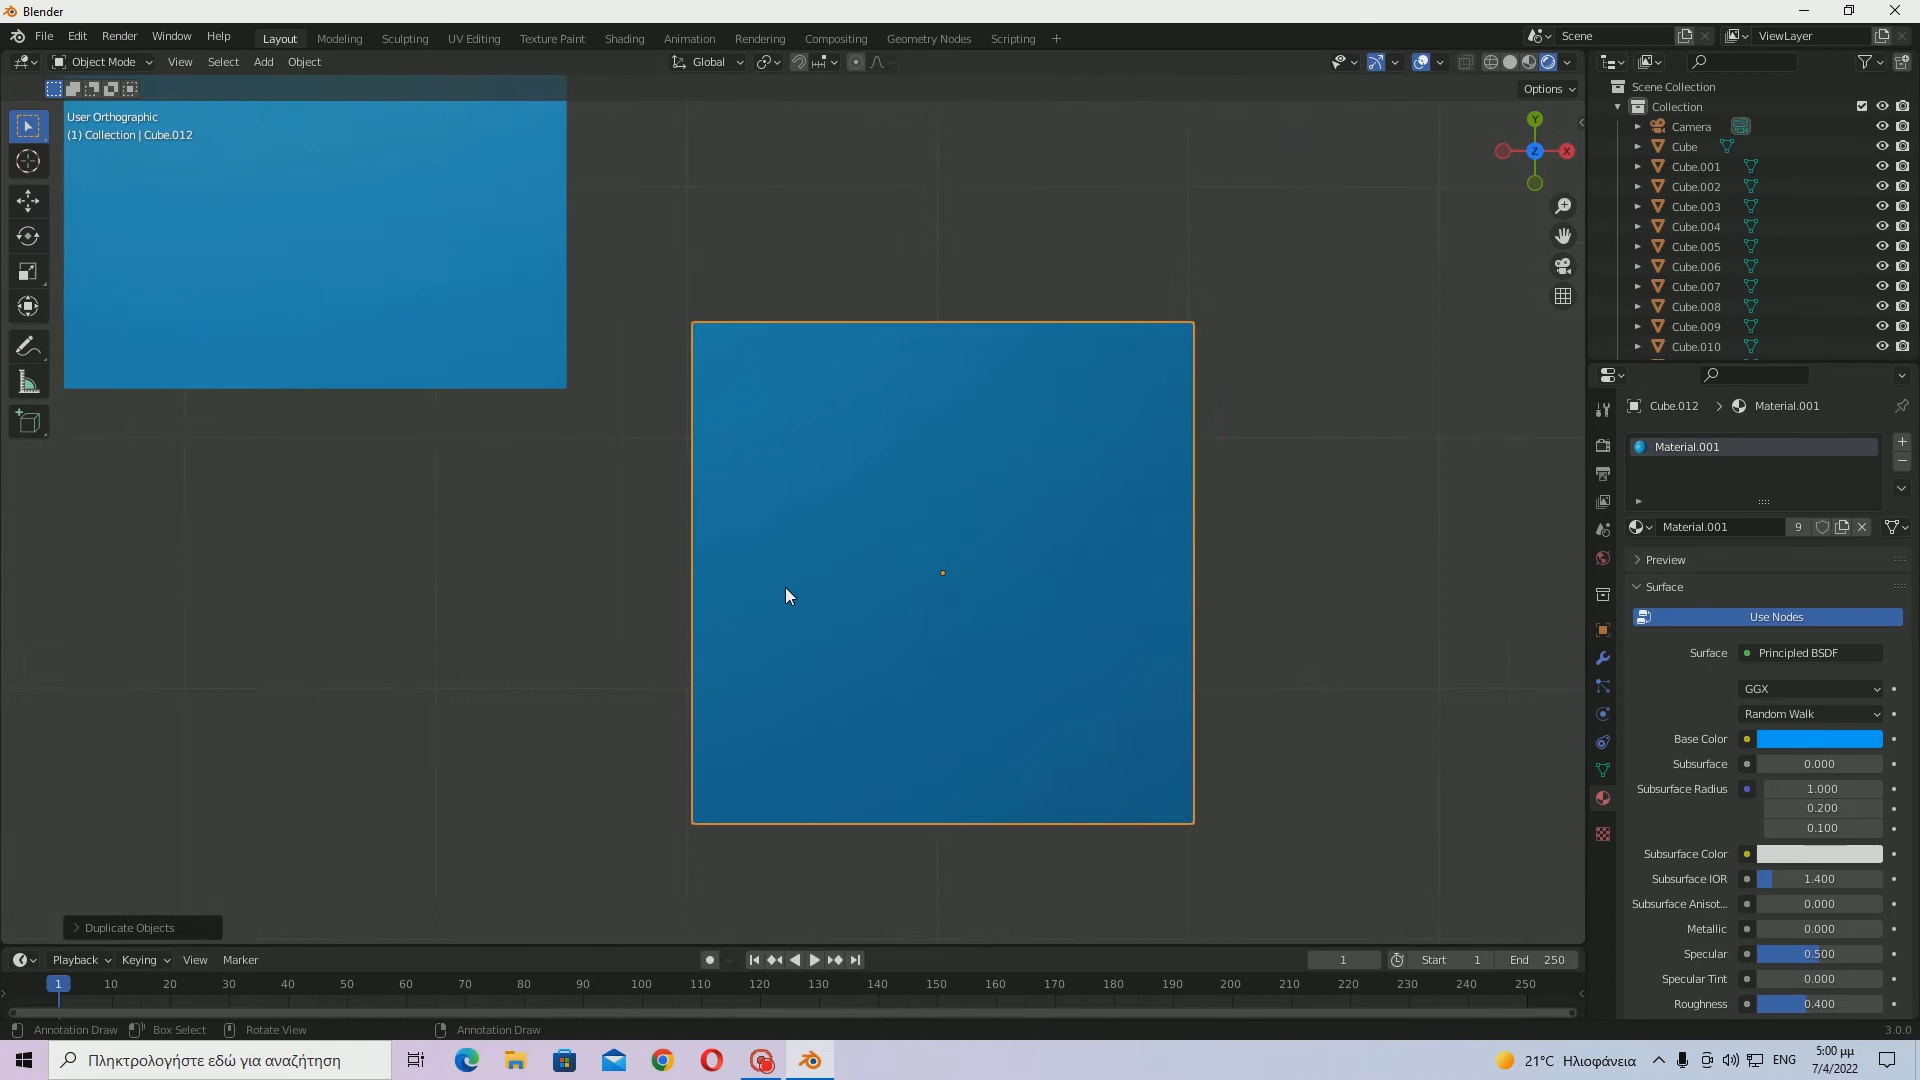 Blender
File Edit Render Window Help
Layout Modeling Sculpting UV Editing Texture Paint Shading Animation Rendering Compositing Geometry Nodes Scripting +
Scene ViewLayer
Object Mode View Select Add Object
Global
Options
User Orthographic
(1) Collection | Cube.012
Y
Z X
Scene Collection
Collection
Camera
Cube
Cube.001
Cube.002
Cube.003
Cube.004
Cube.005
Cube.006
Cube.007
Cube.008
Cube.009
Cube.010
Cube.012 > Material.001
Material.001
Material.001 9
Preview
Surface
Use Nodes
Surface Principled BSDF
GGX
Random Walk
Base Color
Subsurface 0.000
Subsurface Radius 1.000
0.200
0.100
Subsurface Color
Subsurface IOR 1.400
Subsurface Anisot... 0.000
Metallic 0.000
Specular 0.500
Specular Tint 0.000
Roughness 0.400
Duplicate Objects
Playback Keying View Marker
1 Start 1 End 250
1 10 20 30 40 50 60 70 80 90 100 110 120 130 140 150 160 170 180 190 200 210 220 230 240 250
Annotation Draw Box Select Rotate View Annotation Draw
3.0.0
Πληκτρολογήστε εδώ για αναζήτηση
21°C Ηλιοφάνεια
ENG
5:00 μμ
7/4/2022